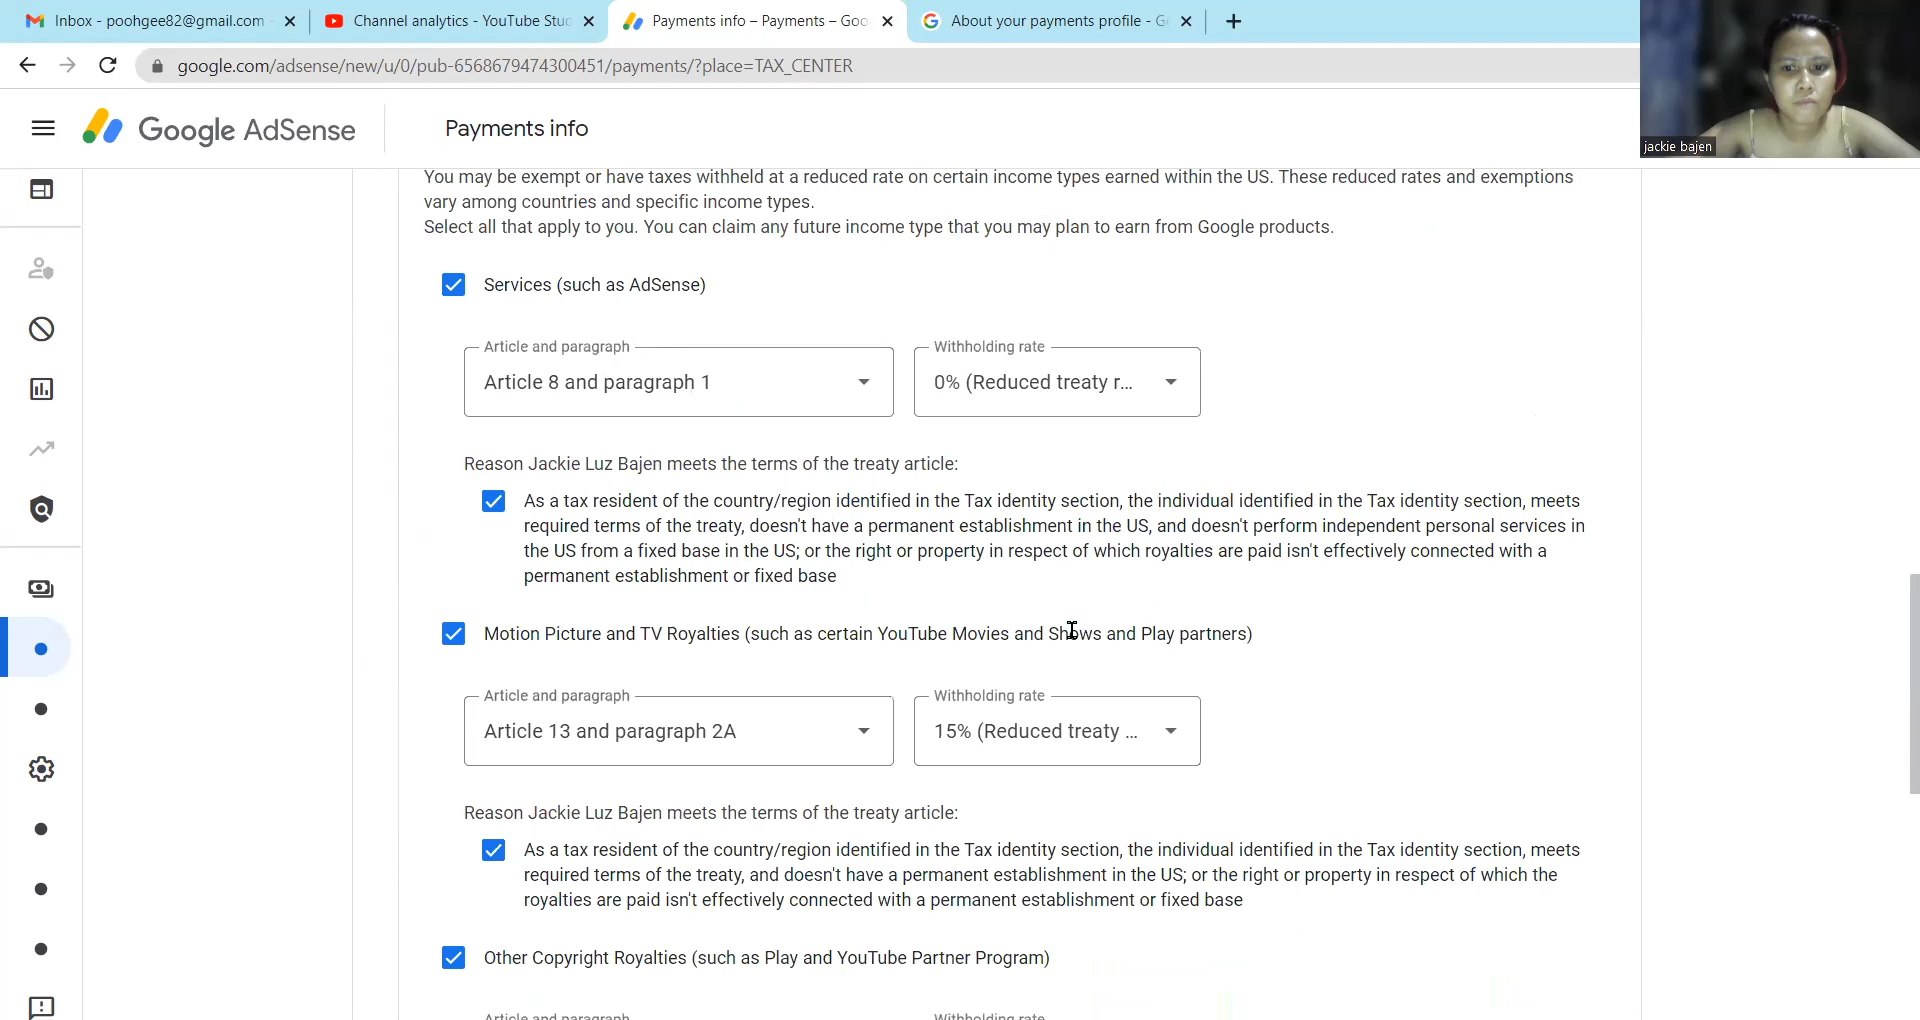 Inbox - poohgee82@gmail.com
Channel analytics - YouTube Stu
Payments info – Payments – Goo
About your payments profile - G
google.com/adsense/new/u/0/pub-6568679474300451/payments/?place=TAX_CENTER
jackie bajen
Google AdSense
Payments info
You may be exempt or have taxes withheld at a reduced rate on certain income types earned within the US. These reduced rates and exemptions
vary among countries and specific income types.
Select all that apply to you. You can claim any future income type that you may plan to earn from Google products.
Services (such as AdSense)
Article and paragraph
Withholding rate
Article 8 and paragraph 1
0% (Reduced treaty r...
Reason Jackie Luz Bajen meets the terms of the treaty article:
As a tax resident of the country/region identified in the Tax identity section, the individual identified in the Tax identity section, meets
required terms of the treaty, doesn't have a permanent establishment in the US, and doesn't perform independent personal services in
the US from a fixed base in the US; or the right or property in respect of which royalties are paid isn't effectively connected with a
permanent establishment or fixed base
Motion Picture and TV Royalties (such as certain YouTube Movies and Shows and Play partners)
Article and paragraph
Withholding rate
Article 13 and paragraph 2A
15% (Reduced treaty ...
Reason Jackie Luz Bajen meets the terms of the treaty article:
As a tax resident of the country/region identified in the Tax identity section, the individual identified in the Tax identity section, meets
required terms of the treaty, and doesn't have a permanent establishment in the US; or the right or property in respect of which the
royalties are paid isn't effectively connected with a permanent establishment or fixed base
Other Copyright Royalties (such as Play and YouTube Partner Program)
Article and paragraph
Withholding rate